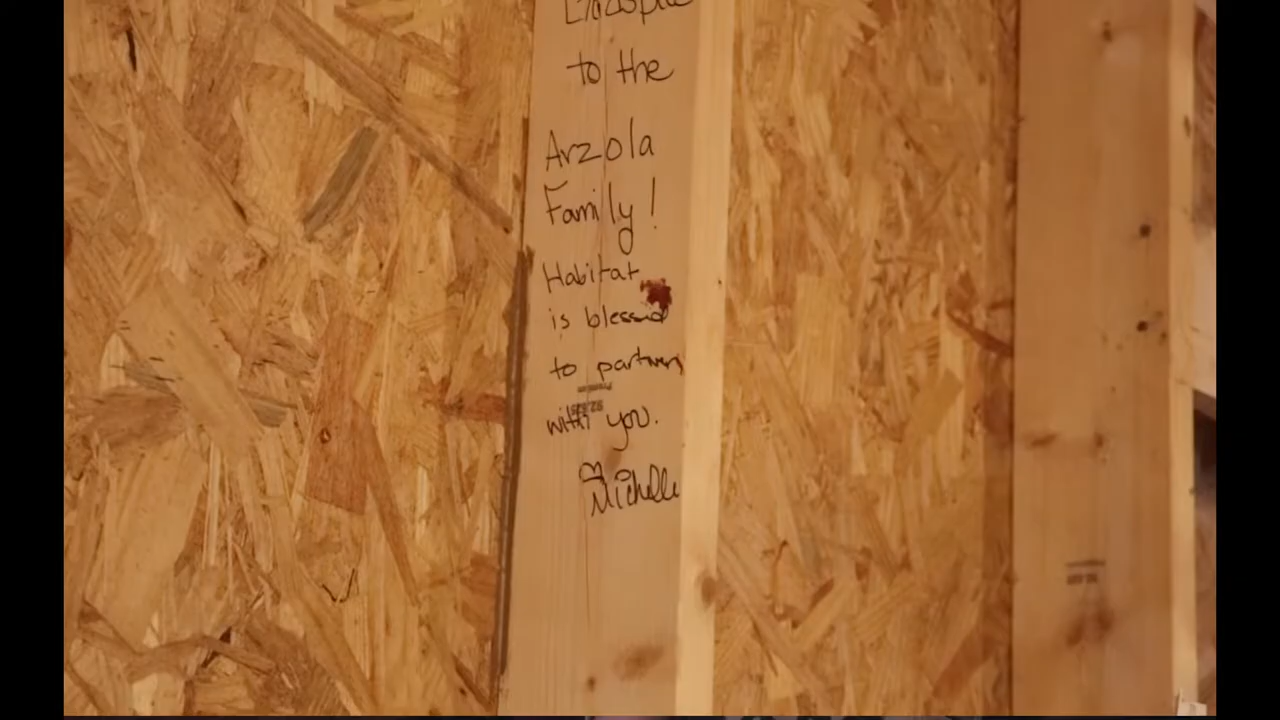 to the
Arzola
Family!
Habitat
is blessed
to partner
with you.
Michelle